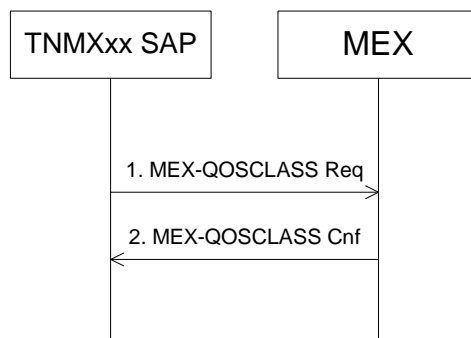 TNMXxx SAP
MEX
1. MEX-QOSCLASS Req
2. MEX-QOSCLASS Cnf